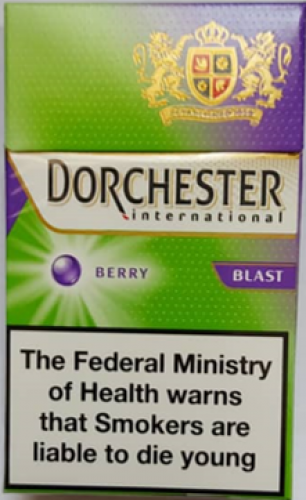 DORCHESTER
international
BERRY
BLAST
The Federal Ministry
of Health warns
that Smokers are
liable to die young